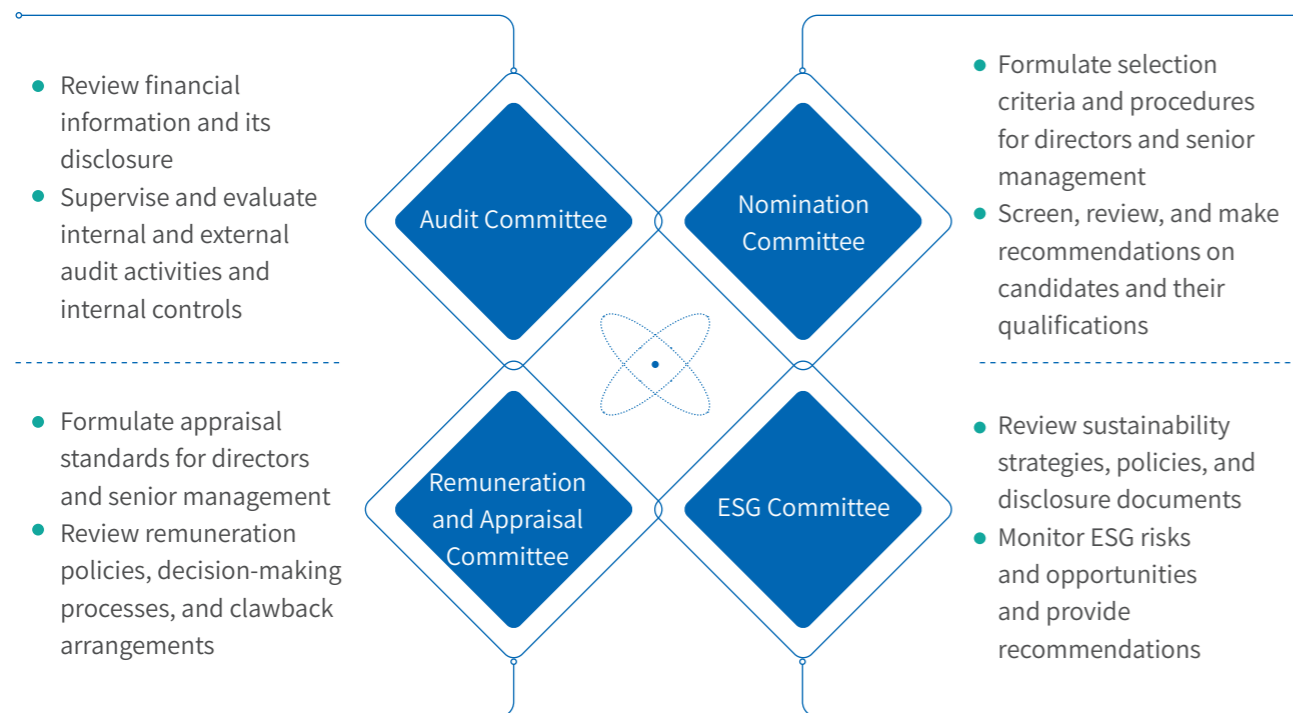 Review financial
information and its
disclosure
Supervise and evaluate
internal and external
audit activities and
internal controls
Audit Committee
Nomination
Committee
Formulate selection
criteria and procedures
for directors and senior
management
Screen, review, and make
recommendations on
candidates and their
qualifications
Formulate appraisal
standards for directors
and senior management
Review remuneration
policies, decision-making
processes, and clawback
arrangements
Remuneration
and Appraisal
Committee
ESG Committee
Review sustainability
strategies, policies, and
disclosure documents
Monitor ESG risks
and opportunities
and provide
recommendations